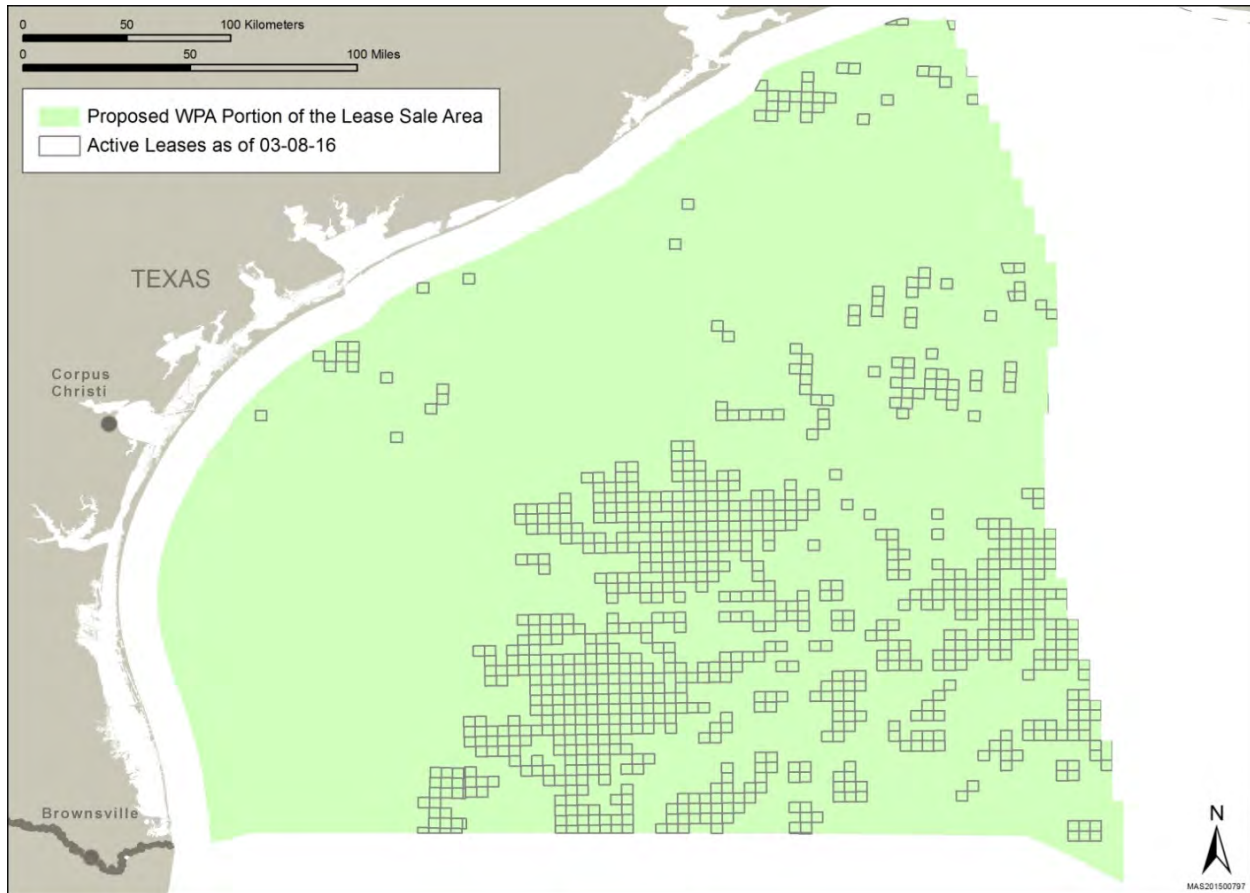 0 50 100 Kilometers
0 50 100 Miles
Proposed WPA Portion of the Lease Sale Area
Active Leases as of 03-08-16
TEXAS
Corpus
Christi
Brownsville
N
MAS201500797